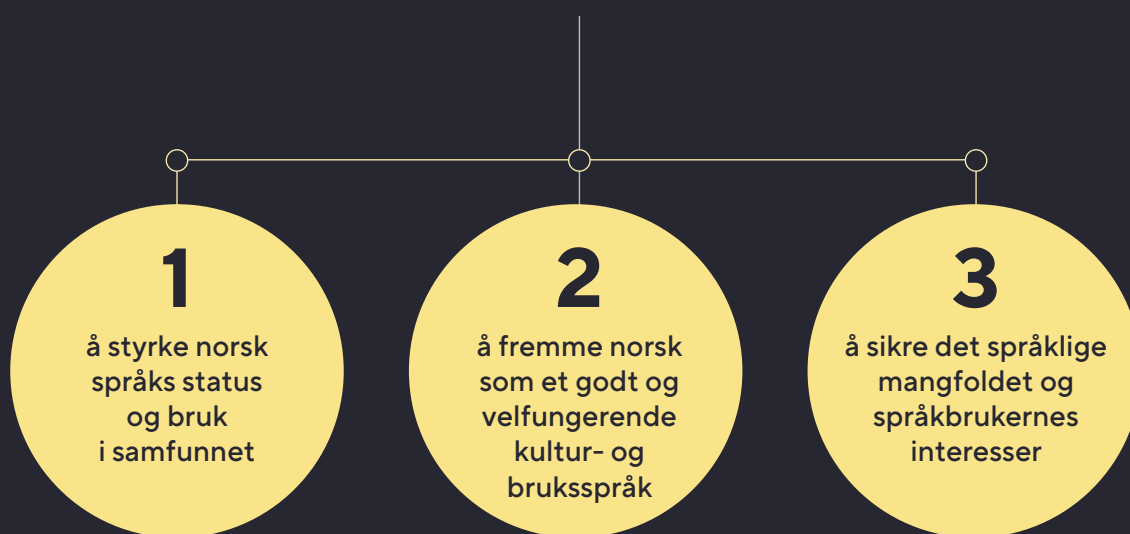 1
å styrke norsk
språks status
og bruk
i samfunnet
2
å fremme norsk
som et godt og
velfungerende
kultur- og
bruksspråk
3
å sikre det språklige
mangfoldet og
språkbrukernes
interesser